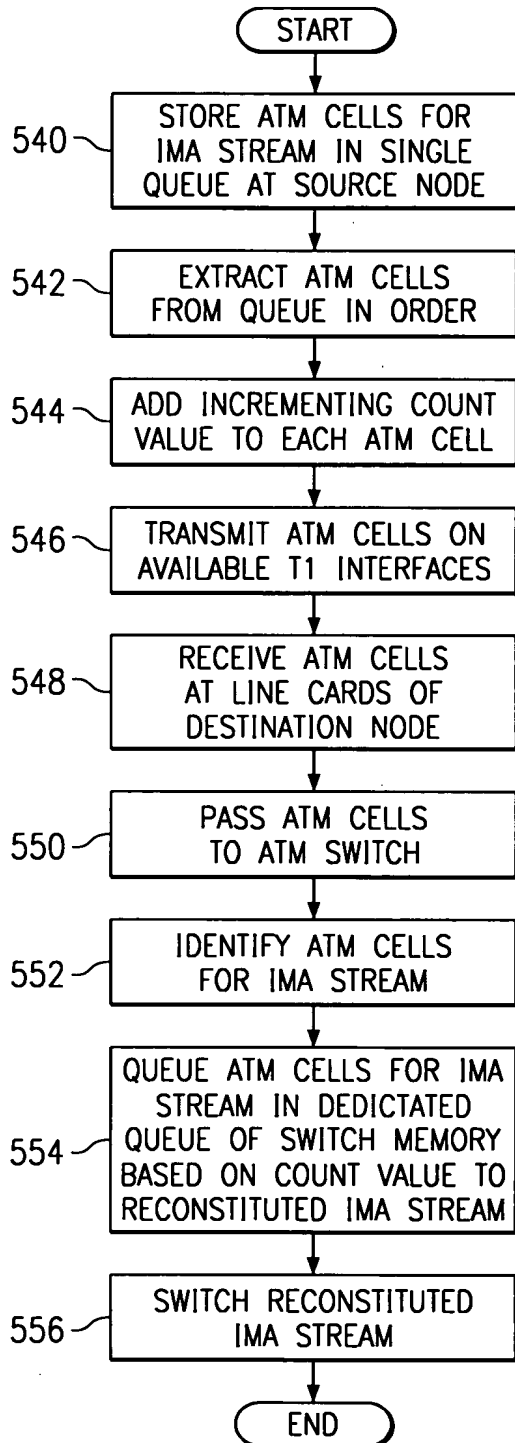 START
540
STORE ATM CELLS FOR
IMA STREAM IN SINGLE
QUEUE AT SOURCE NODE
542
EXTRACT ATM CELLS
FROM QUEUE IN ORDER
544
ADD INCREMENTING COUNT
VALUE TO EACH ATM CELL
546
TRANSMIT ATM CELLS ON
AVAILABLE T1 INTERFACES
548
RECEIVE ATM CELLS
AT LINE CARDS OF
DESTINATION NODE
550
PASS ATM CELLS
TO ATM SWITCH
552
IDENTIFY ATM CELLS
FOR IMA STREAM
554
QUEUE ATM CELLS FOR IMA
STREAM IN DEDICTATED
QUEUE OF SWITCH MEMORY
BASED ON COUNT VALUE TO
RECONSTITUTED IMA STREAM
556
SWITCH RECONSTITUTED
IMA STREAM
END